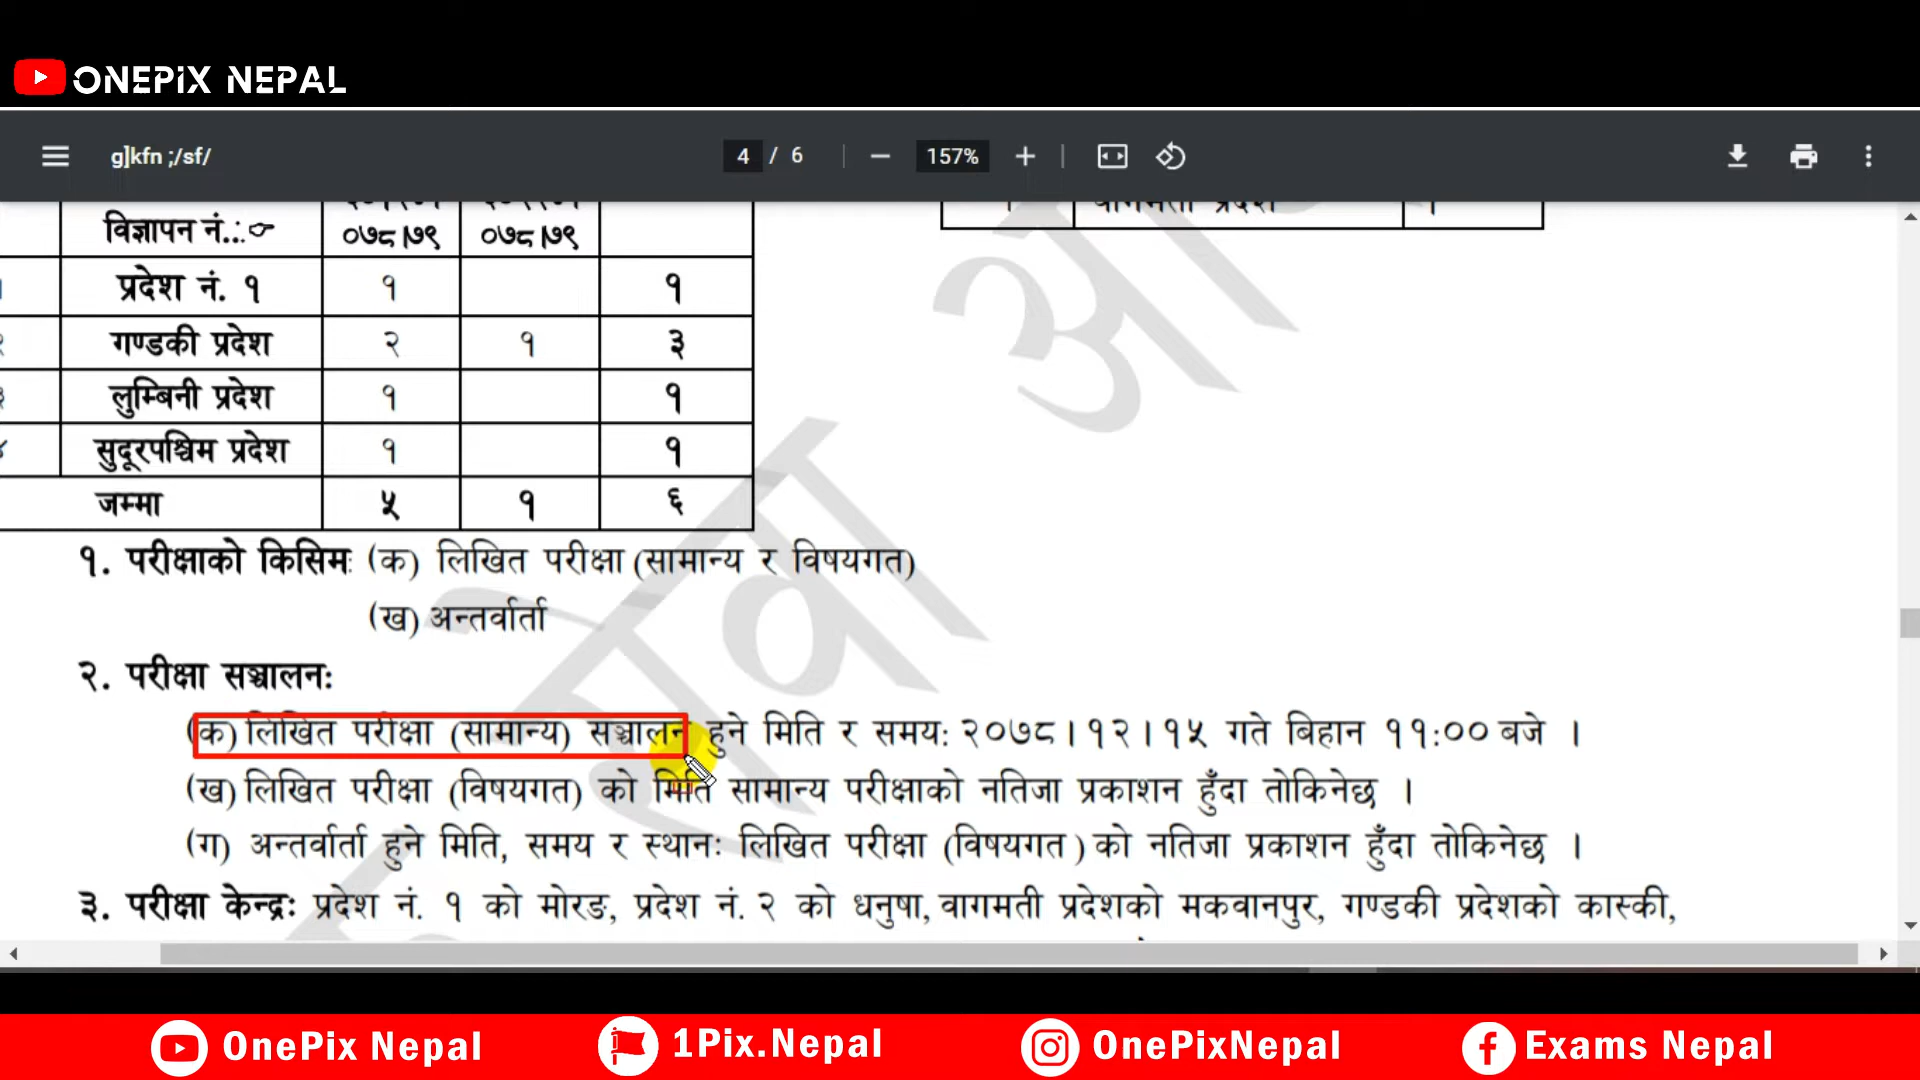 ONEPIX NEPAL
g]kfn ;/sf/
4 / 6
157%
विज्ञापन नं..:☞ ०७८।७९ ०७८।७९
प्रदेश नं. १ १ १
गण्डकी प्रदेश २ १ ३
लुम्बिनी प्रदेश १ १
सुदूरपश्चिम प्रदेश १ १
जम्मा ५ १ ६
वागमती प्रदेश १
१. परीक्षाको किसिमः (क) लिखित परीक्षा (सामान्य र विषयगत)
(ख) अन्तर्वार्ता
२. परीक्षा सञ्चालनः
(क) लिखित परीक्षा (सामान्य) सञ्चालन हुने मिति र समय: २०७८।१२।१५ गते बिहान ११:०० बजे ।
(ख) लिखित परीक्षा (विषयगत) को मिति सामान्य परीक्षाको नतिजा प्रकाशन हुँदा तोकिनेछ ।
(ग) अन्तर्वार्ता हुने मिति, समय र स्थानः लिखित परीक्षा (विषयगत ) को नतिजा प्रकाशन हुँदा तोकिनेछ ।
३. परीक्षा केन्द्रः प्रदेश नं. १ को मोरङ, प्रदेश नं. २ को धनुषा, वागमती प्रदेशको मकवानपुर, गण्डकी प्रदेशको कास्की,
OnePix Nepal 1Pix.Nepal OnePixNepal Exams Nepal